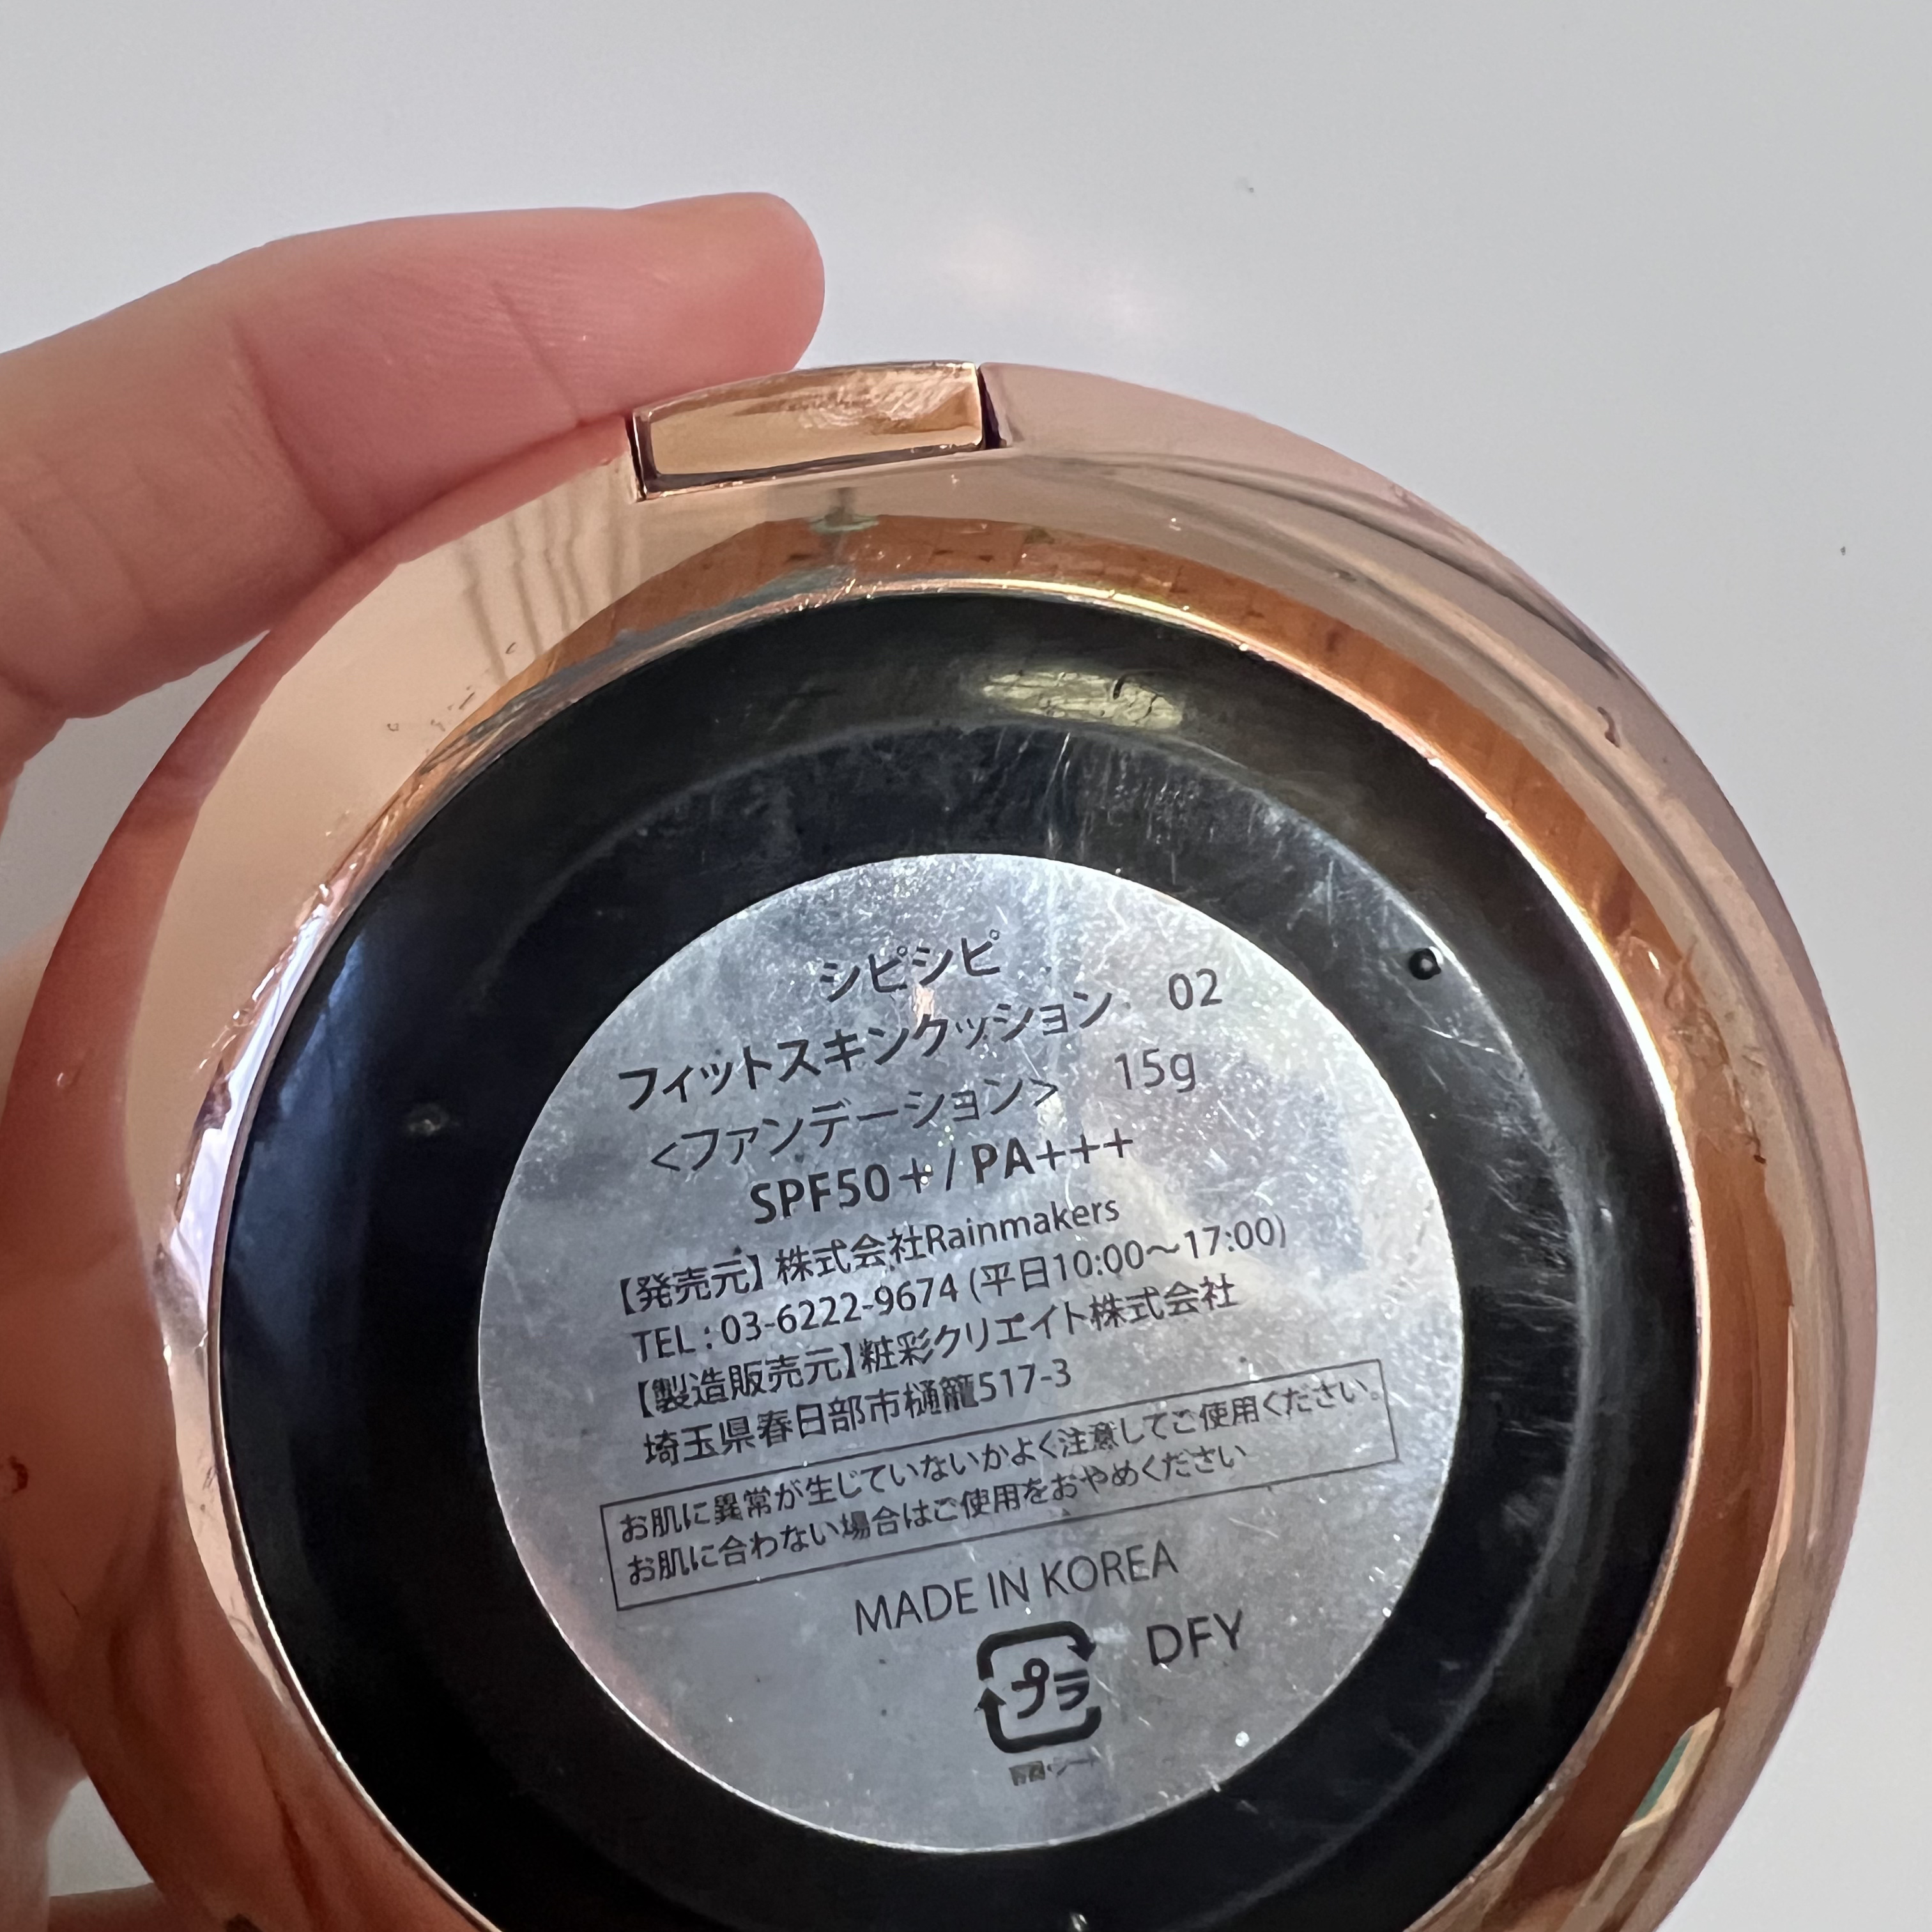 シピシピ
フィットスキンクッション 02
<ファンデーション> 15g
SPF50+/PA+++
【発売元】株式会社Rainmakers
TEL:03-6222-9674(平日10:00〜17:00)
【製造販売元】粧彩クリエイト株式会社
埼玉県春日部市樋籠517-3
お肌に異常が生じていないかよく注意してご使用ください。
お肌に合わない場合はご使用をおやめください
MADE IN KOREA
プラ DFY